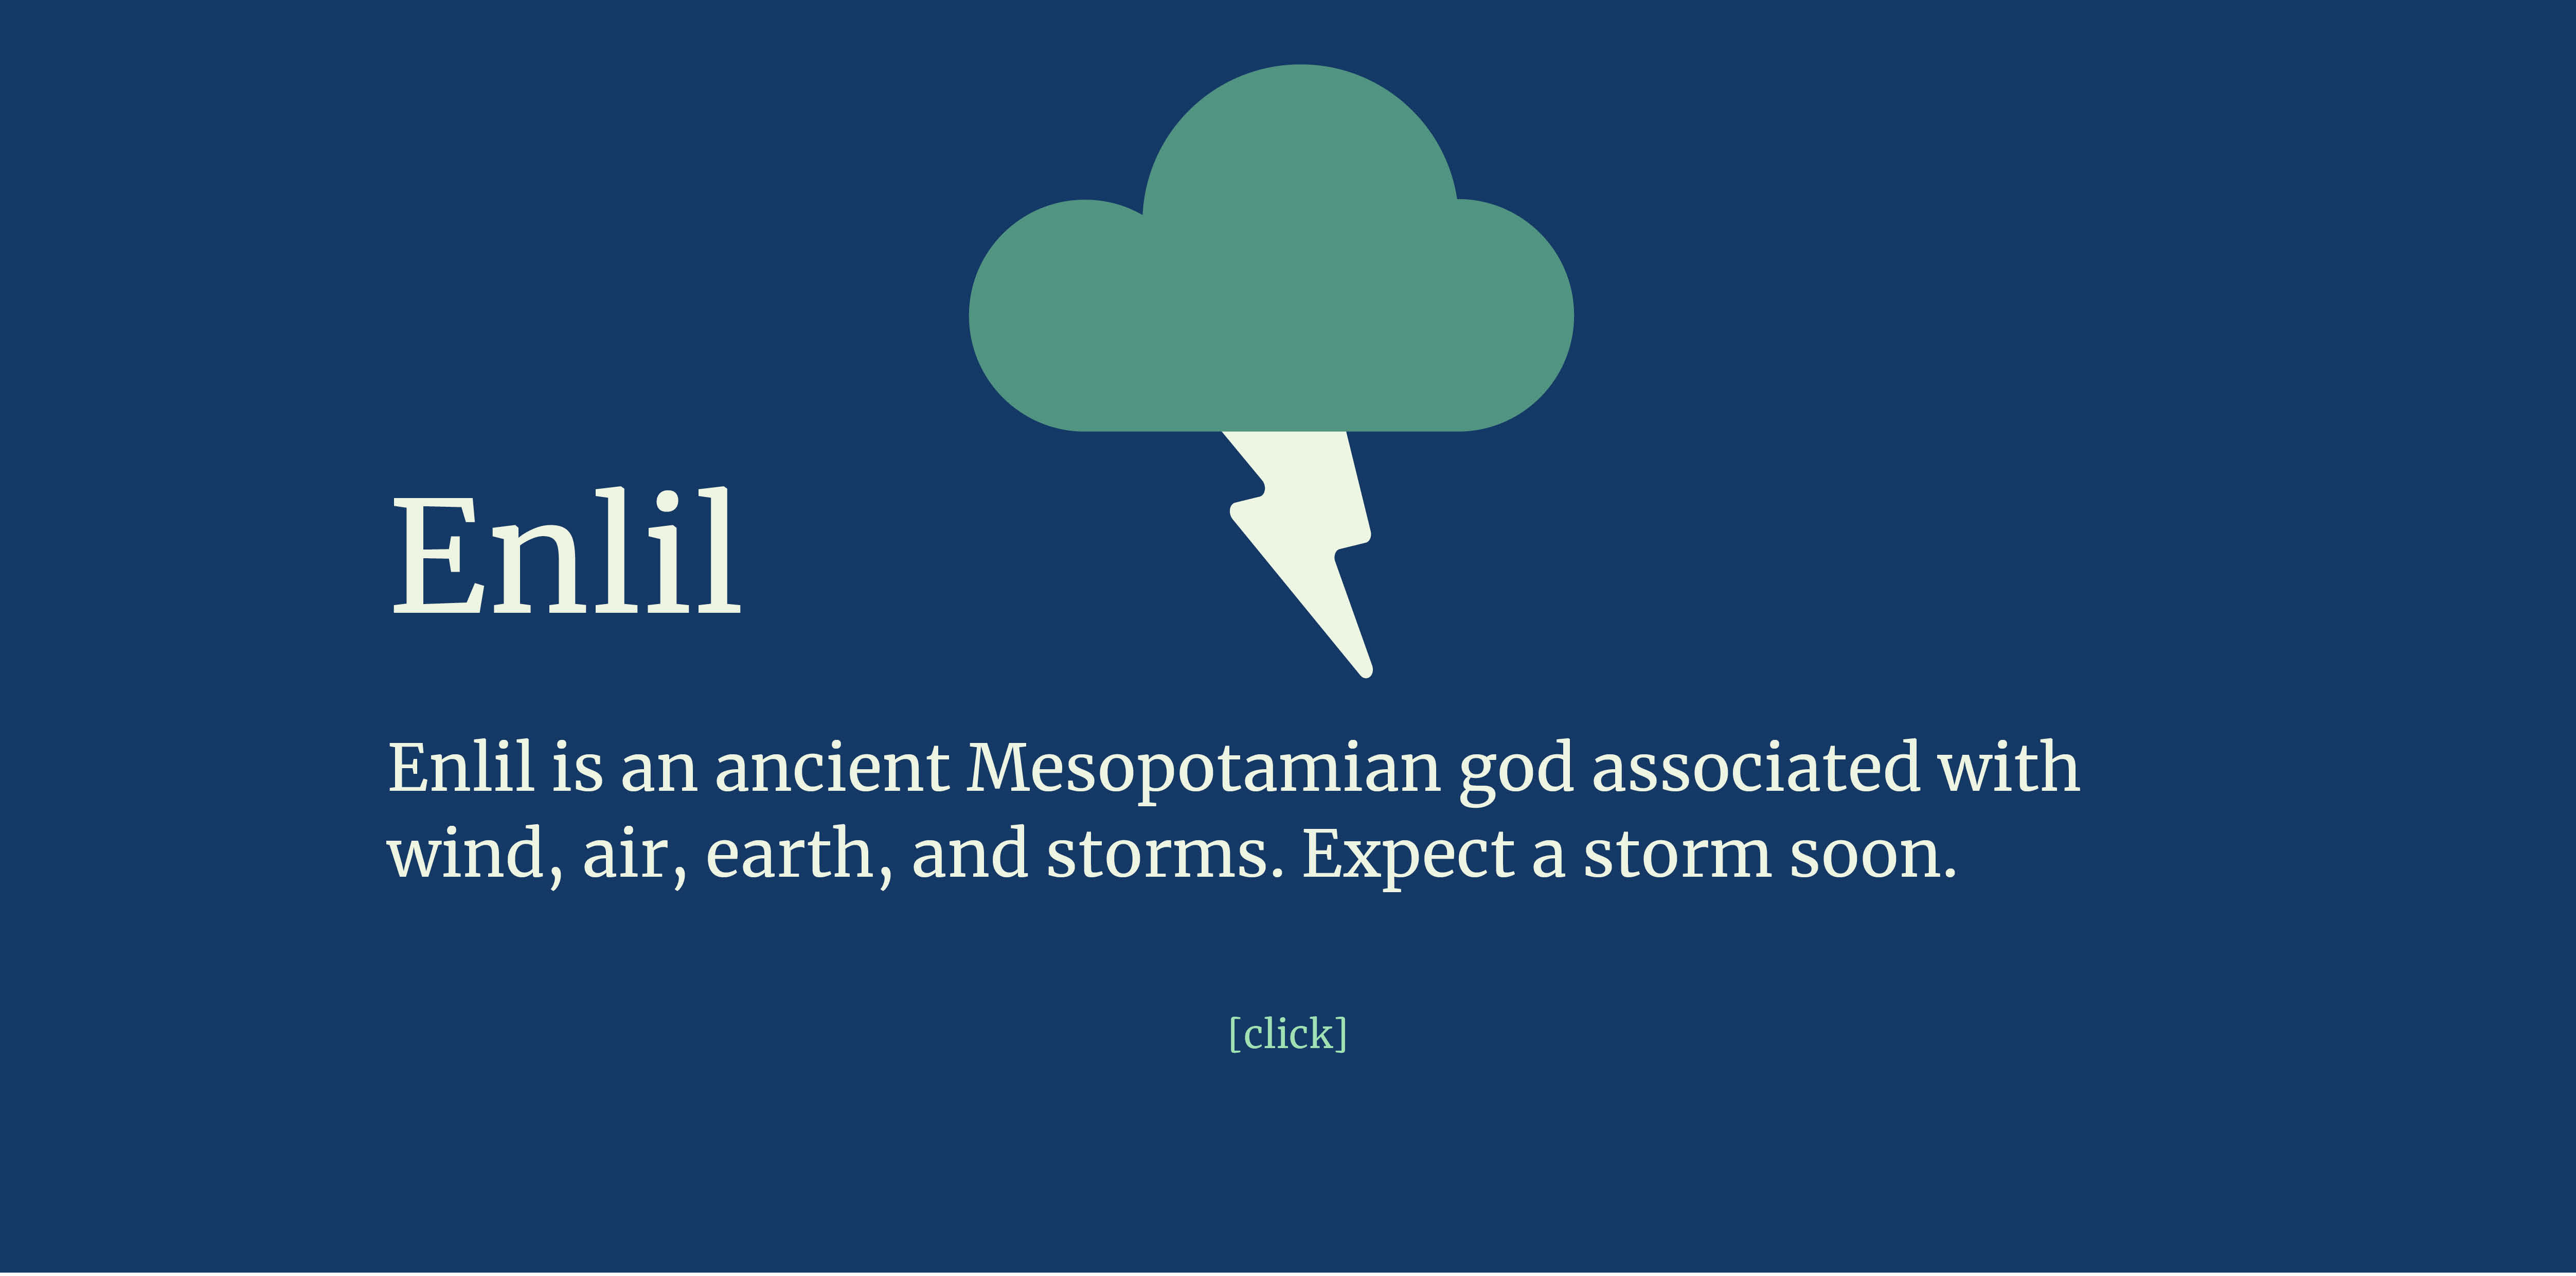 Enlil
Enlil is an ancient Mesopotamian god associated with
wind, air, earth, and storms. Expect a storm soon.
[click]